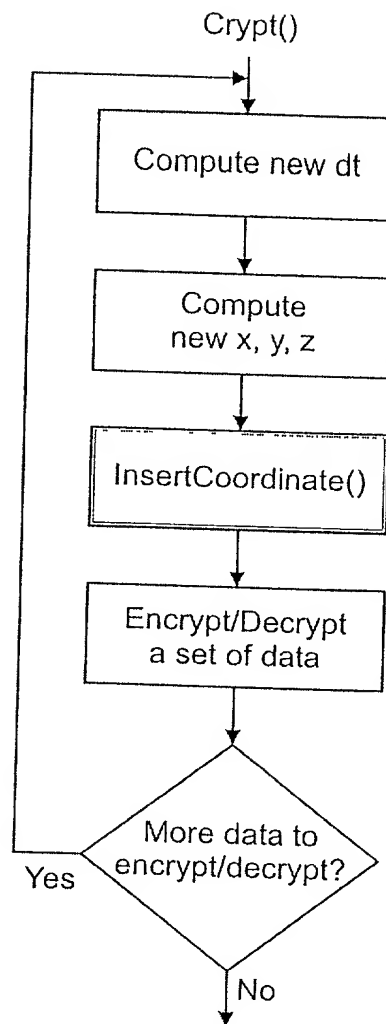 Crypt()
Compute new dt
Compute
new x, y, z
InsertCoordinate()
Encrypt/Decrypt
a set of data
More data to
encrypt/decrypt?
Yes
No